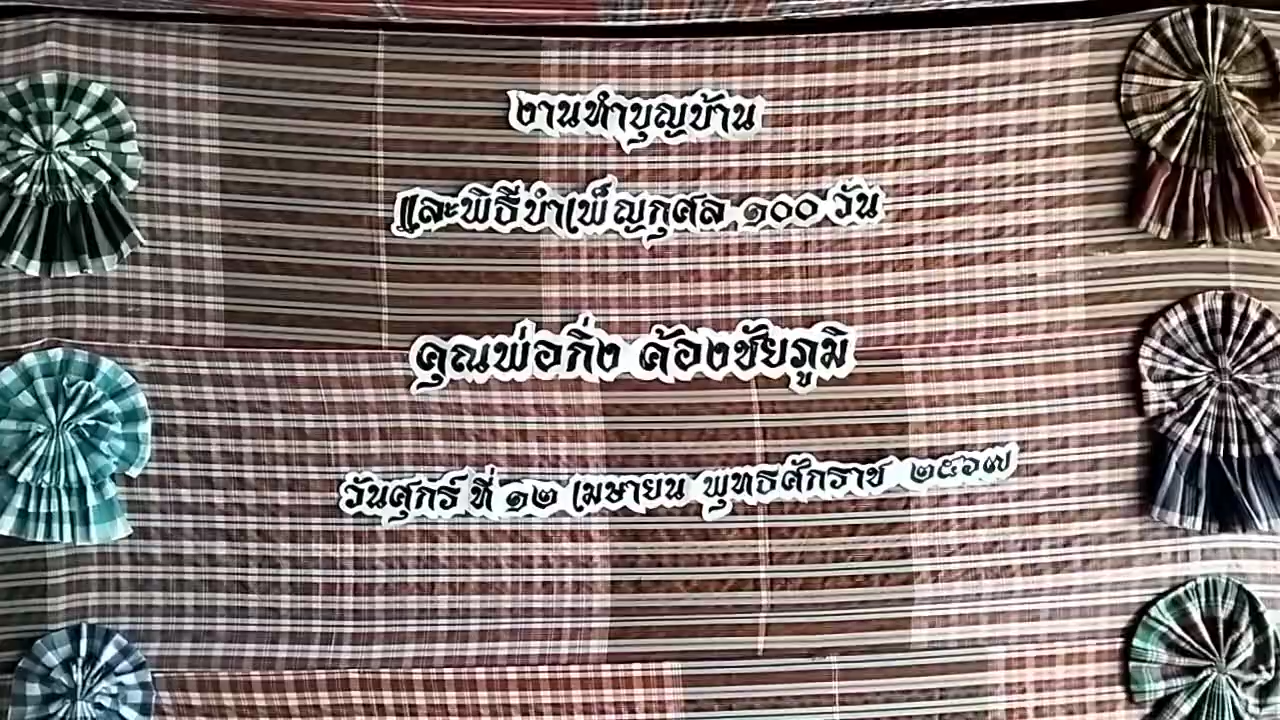 งานทำบุญบ้าน
และพิธีบำเพ็ญกุศล ๑๐๐ วัน
คุณพ่อกิ่ง ต้องชัยภูมิ
วันศุกร์ ที่ ๑๒ เมษายน พุทธศักราช ๒๕๖๗